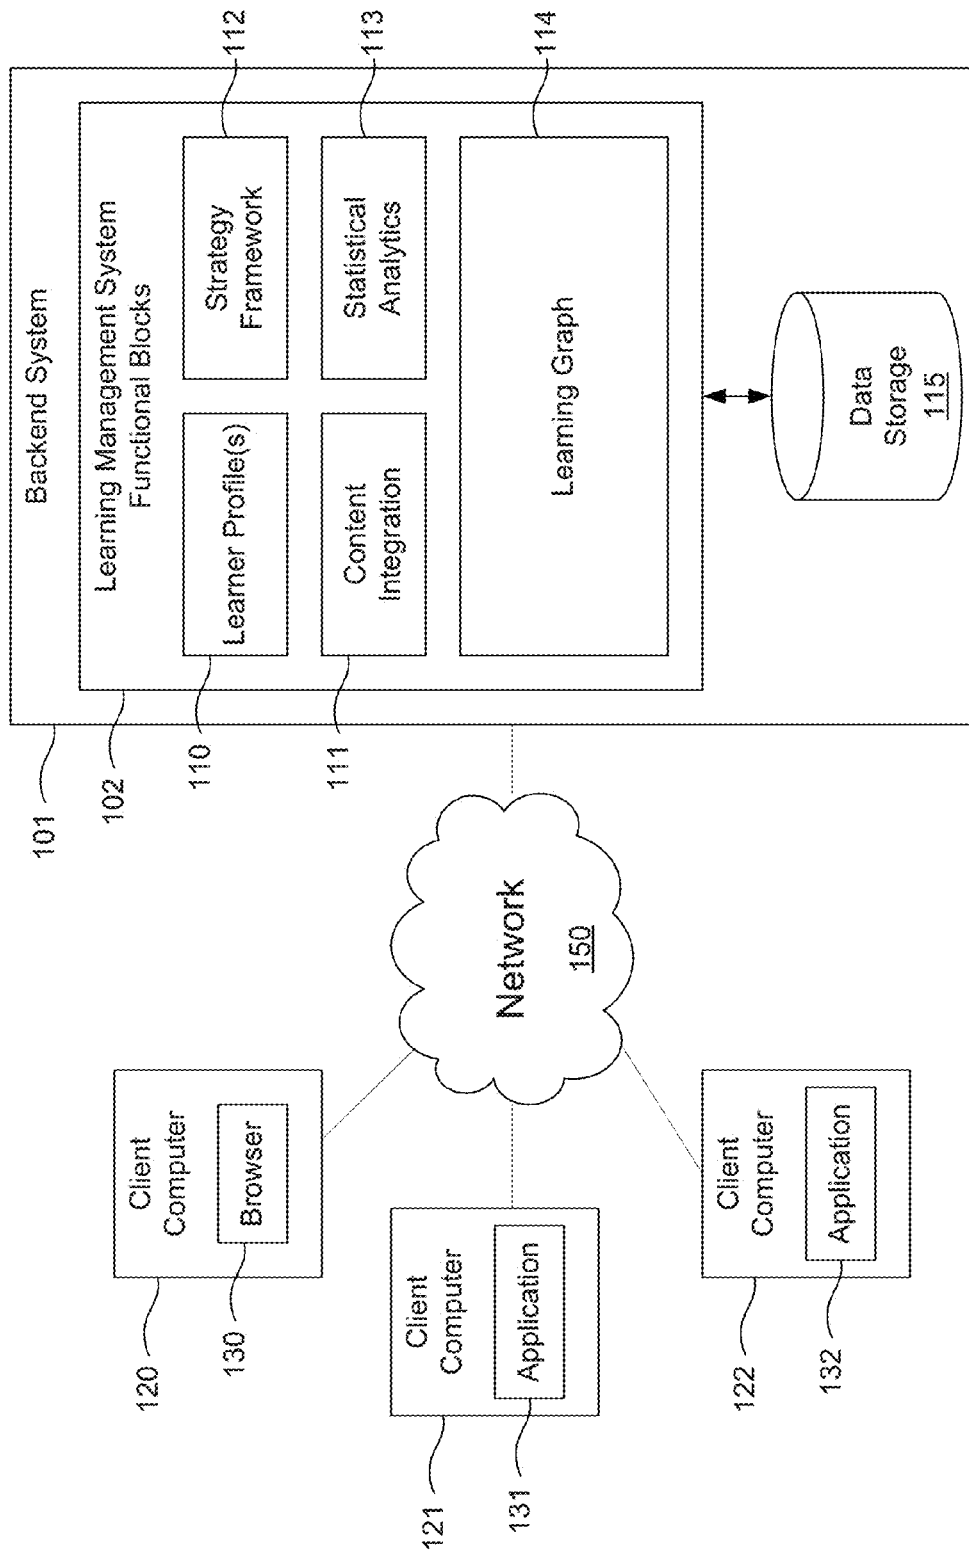 Backend System
Learning Management System
Functional Blocks
Learner Profile(s)
Strategy
Framework
Content
Integration
Statistical
Analytics
Learning Graph
Data
Storage
115
101
102
110
111
112
113
114
Network
150
Client
Computer
Browser
120
130
Client
Computer
Application
121
131
Client
Computer
Application
122
132